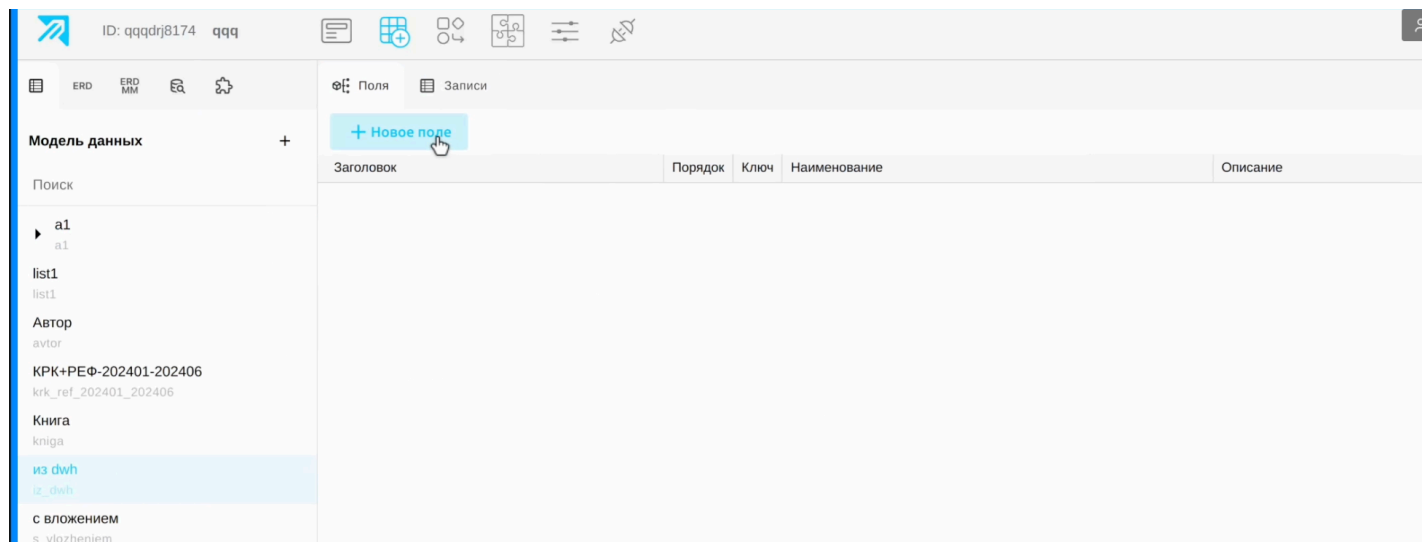 ID: qqqdrj8174 qqq
ERD
ERD MM
Поля
Записи
Модель данных
+
+ Новое поле
Заголовок Порядок Ключ Наименование Описание
Поиск
a1
a1
list1
list1
Автор
avtor
КРК+РЕФ-202401-202406
krk_ref_202401_202406
Книга
kniga
из dwh
iz_dwh
с вложением
s_vlozheniem